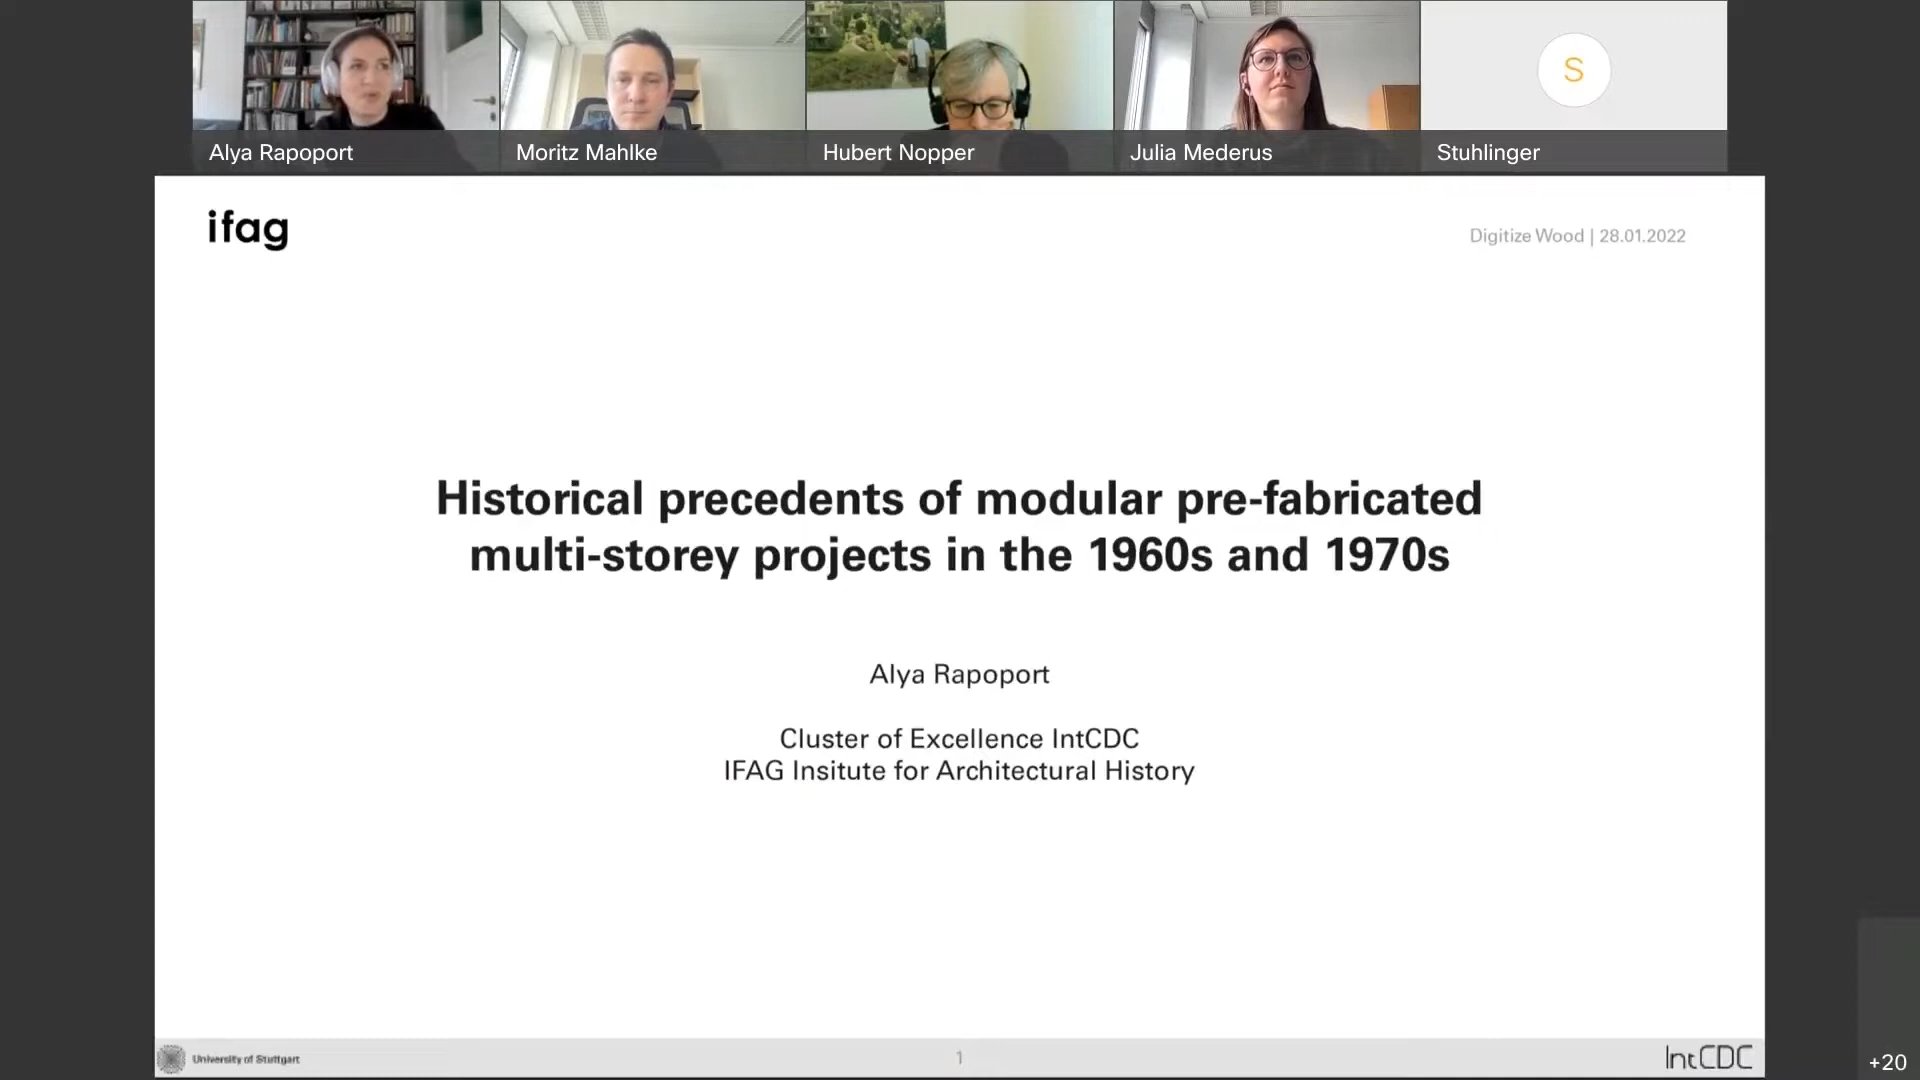 Alya Rapoport
Moritz Mahlke
Hubert Nopper
Julia Mederus
S
Stuhlinger
ifag
Digitize Wood | 28.01.2022
Historical precedents of modular pre-fabricated
multi-storey projects in the 1960s and 1970s
Alya Rapoport
Cluster of Excellence IntCDC
IFAG Insitute for Architectural History
University of Stuttgart
1
IntCDC
+20